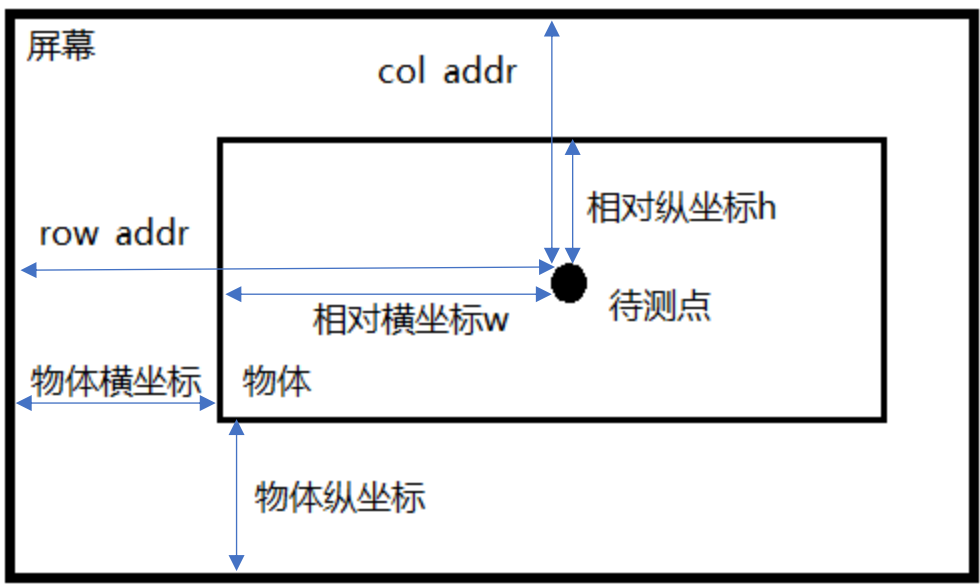 屏幕
col addr
相对纵坐标h
row addr
待测点
相对横坐标w
物体横坐标
物体
物体纵坐标